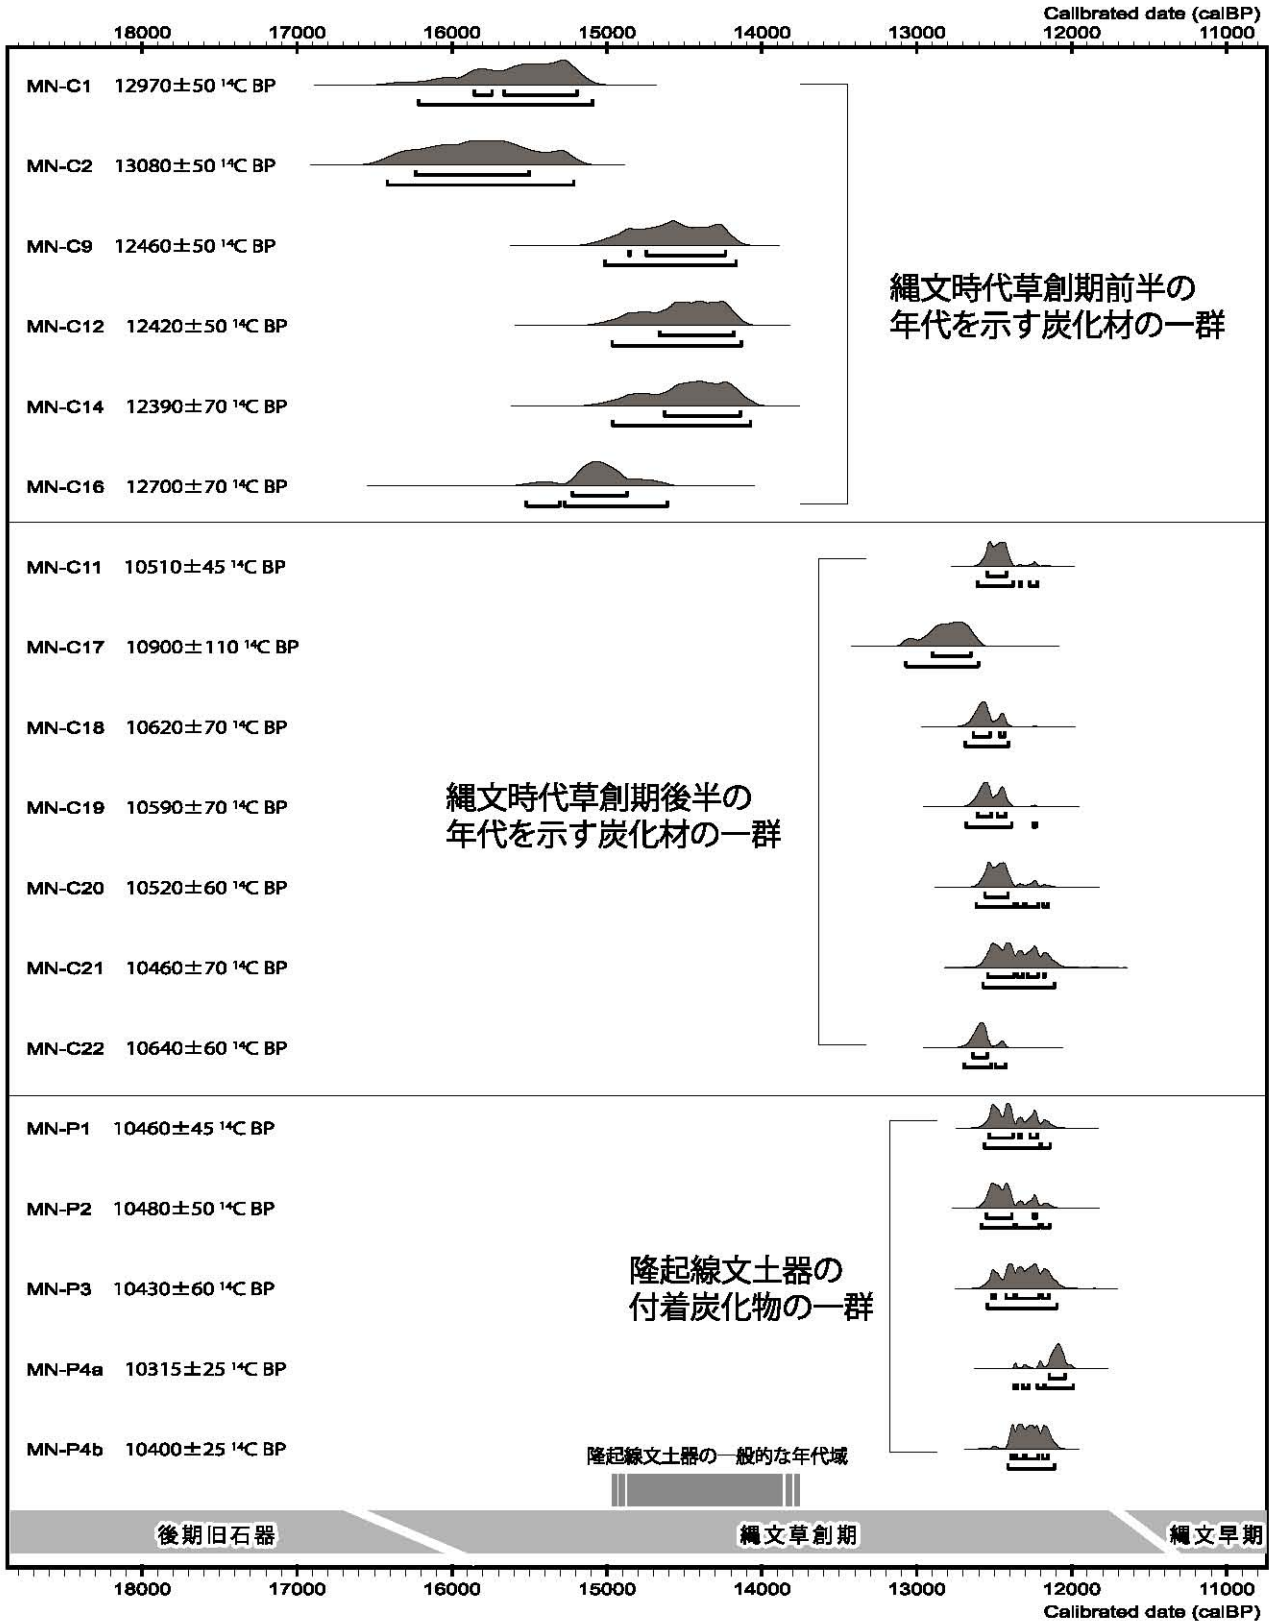 Calibrated date (calBP)
18000 17000 16000 15000 14000 13000 12000 11000
MN-C1 12970±50 ¹⁴C BP
MN-C2 13080±50 ¹⁴C BP
MN-C9 12460±50 ¹⁴C BP
MN-C12 12420±50 ¹⁴C BP
MN-C14 12390±70 ¹⁴C BP
MN-C16 12700±70 ¹⁴C BP
縄文時代草創期前半の
年代を示す炭化材の一群
MN-C11 10510±45 ¹⁴C BP
MN-C17 10900±110 ¹⁴C BP
MN-C18 10620±70 ¹⁴C BP
MN-C19 10590±70 ¹⁴C BP
MN-C20 10520±60 ¹⁴C BP
MN-C21 10460±70 ¹⁴C BP
MN-C22 10640±60 ¹⁴C BP
縄文時代草創期後半の
年代を示す炭化材の一群
MN-P1 10460±45 ¹⁴C BP
MN-P2 10480±50 ¹⁴C BP
MN-P3 10430±60 ¹⁴C BP
MN-P4a 10315±25 ¹⁴C BP
MN-P4b 10400±25 ¹⁴C BP
隆起線文土器の
付着炭化物の一群
隆起線文土器の一般的な年代域
後期旧石器 縄文草創期 縄文早期
18000 17000 16000 15000 14000 13000 12000 11000
Calibrated date (calBP)